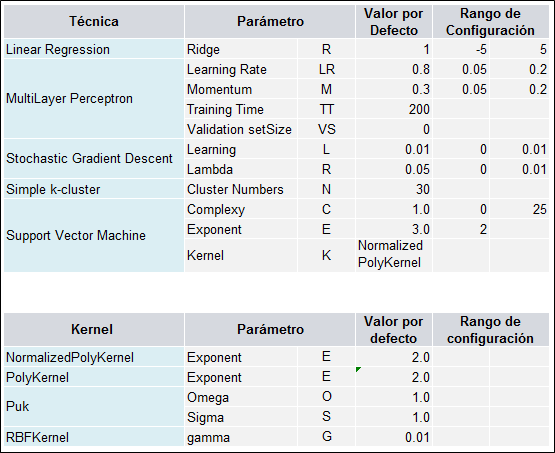 Técnica Parámetro Valor por Defecto Rango de Configuración
Linear Regression Ridge R 1 -5 5
MultiLayer Perceptron Learning Rate LR 0.8 0.05 0.2
Momentum M 0.3 0.05 0.2
Training Time TT 200
Validation setSize VS 0
Stochastic Gradient Descent Learning L 0.01 0 0.01
Lambda R 0.05 0 0.01
Simple k-cluster Cluster Numbers N 30
Support Vector Machine Complexy C 1.0 0 25
Exponent E 3.0 2
Kernel K Normalized PolyKernel
Kernel Parámetro Valor por defecto Rango de configuración
NormalizedPolyKernel Exponent E 2.0
PolyKernel Exponent E 2.0
Puk Omega O 1.0
Sigma S 1.0
RBFKernel gamma G 0.01